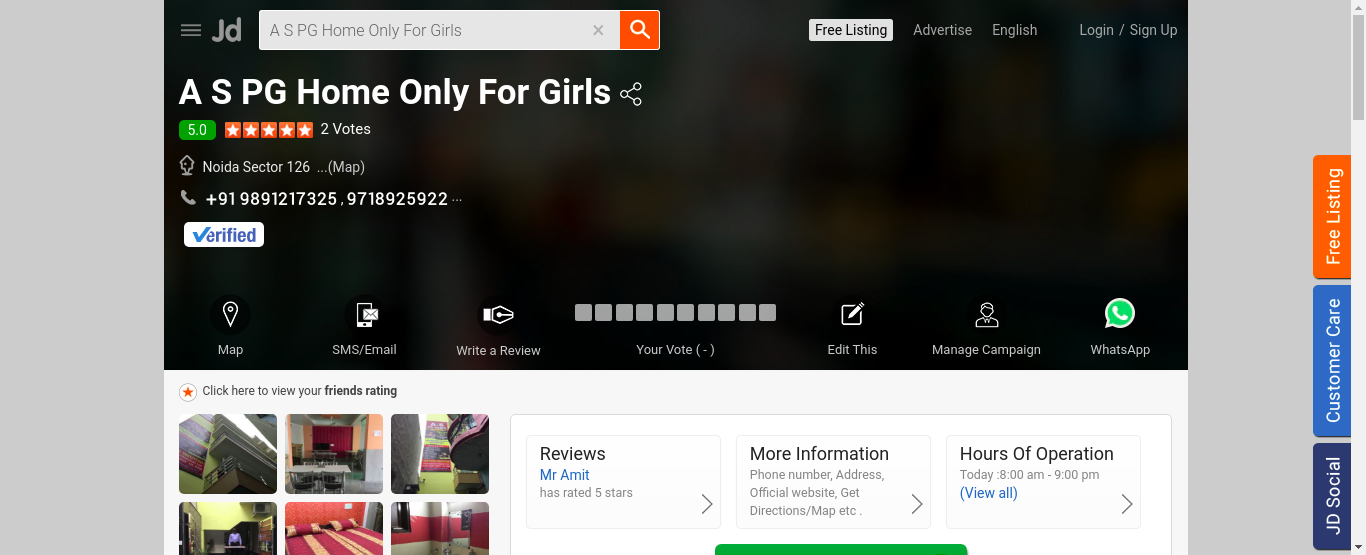 Jd
A S PG Home Only For Girls
Free Listing
Advertise
English
Login / Sign Up
A S PG Home Only For Girls
5.0
2 Votes
Noida Sector 126 ...(Map)
+91 9891217325 , 9718925922 ...
Verified
Map
SMS/Email
Write a Review
Your Vote ( - )
Edit This
Manage Campaign
WhatsApp
Click here to view your friends rating
Reviews
Mr Amit
has rated 5 stars
More Information
Phone number, Address,
Official website, Get
Directions/Map etc .
Hours Of Operation
Today :8:00 am - 9:00 pm
(View all)
Free Listing
Customer Care
JD Social